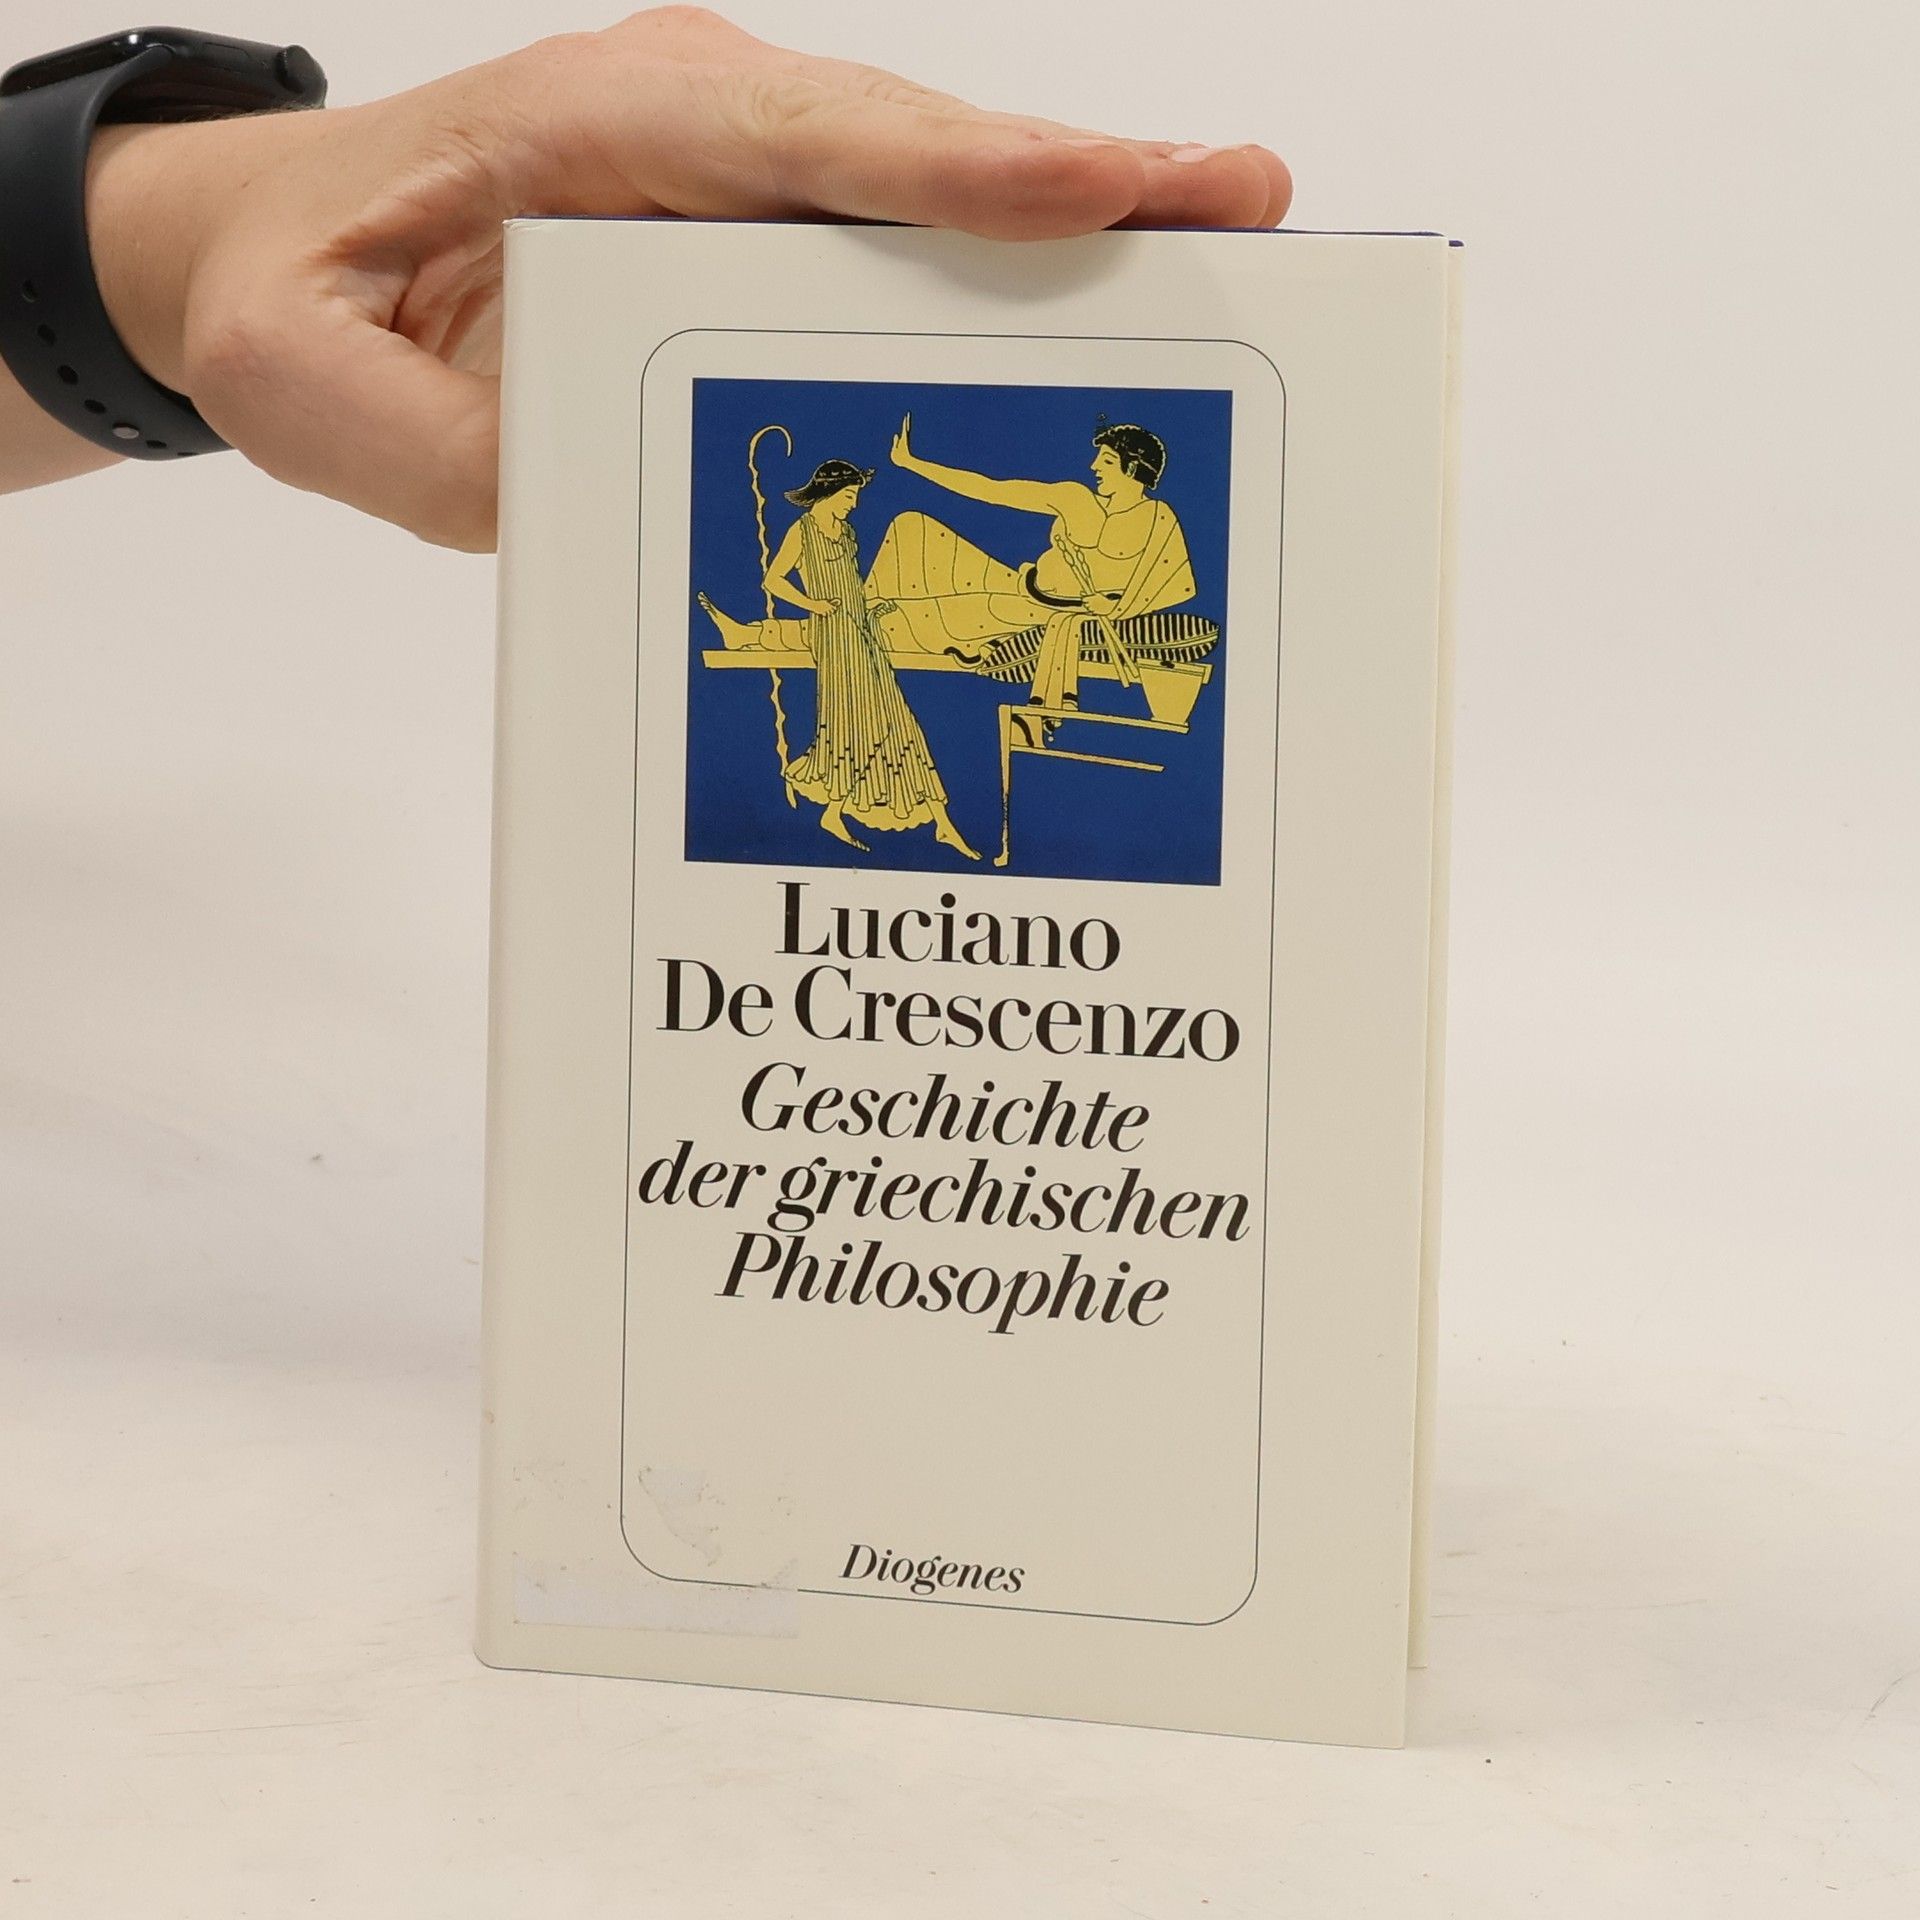 Luciano
De Crescenzo
Geschichte
der griechischen
Philosophie
Diogenes